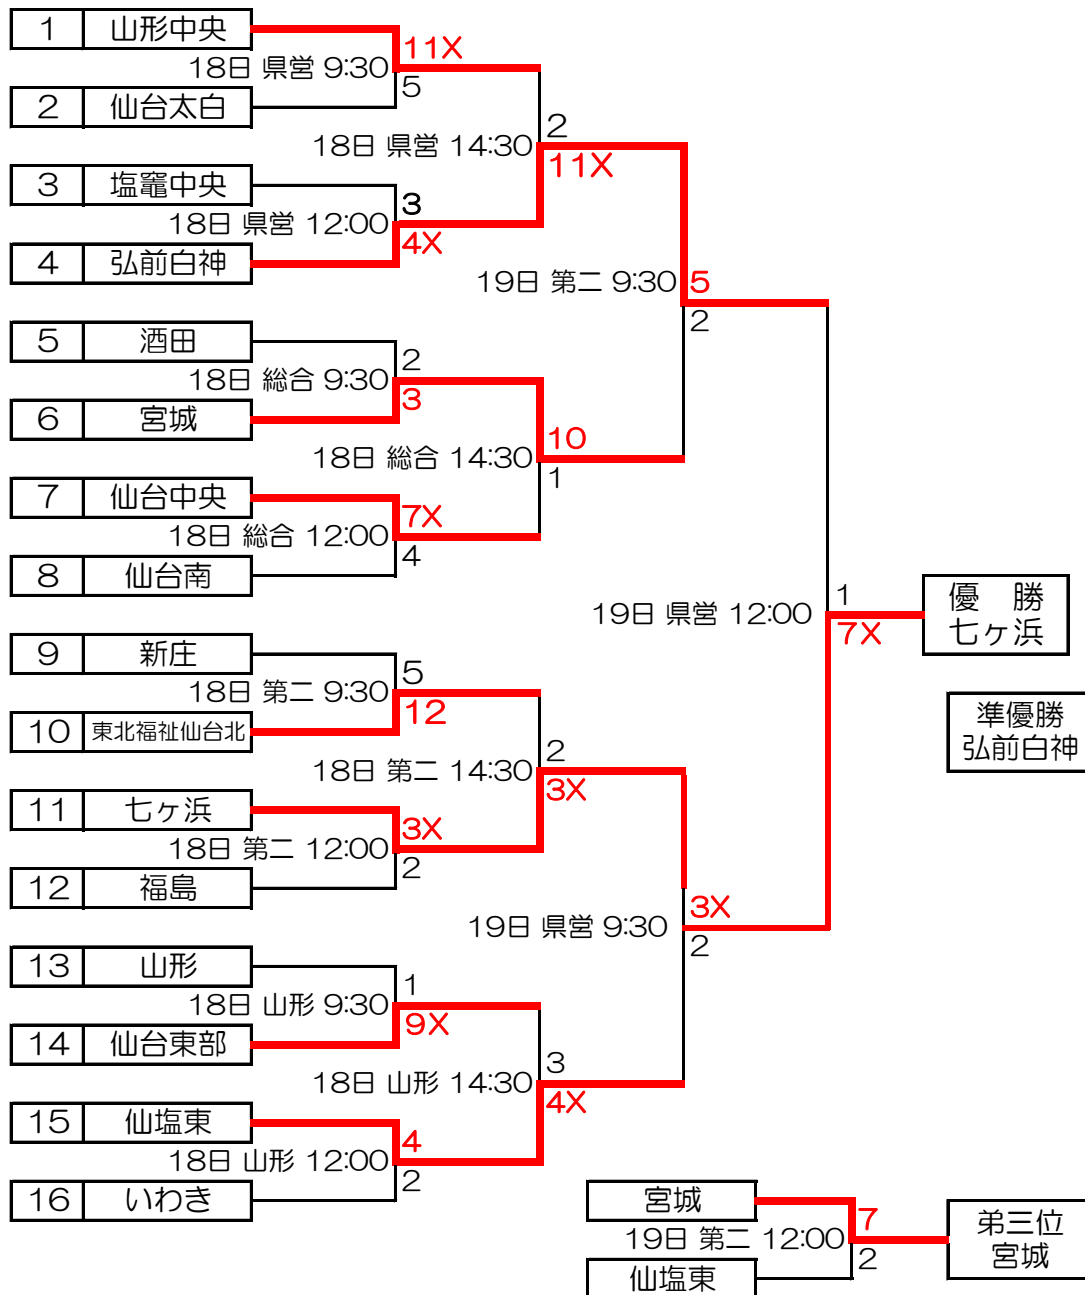 1 山形中央
11X
18日 県営 9:30
5
2 仙台太白
2
18日 県営 14:30
11X
3 塩竈中央
3
18日 県営 12:00
4X
4 弘前白神
19日 第二 9:30
5
2
5 酒田
2
18日 総合 9:30
3
6 宮城
10
18日 総合 14:30
1
7 仙台中央
7X
18日 総合 12:00
4
8 仙台南
1
19日 県営 12:00
7X
優 勝
七ヶ浜
9 新庄
5
18日 第二 9:30
12
10 東北福祉仙台北
準優勝
弘前白神
2
18日 第二 14:30
3X
11 七ヶ浜
3X
18日 第二 12:00
2
12 福島
3X
19日 県営 9:30
2
13 山形
1
18日 山形 9:30
9X
14 仙台東部
3
18日 山形 14:30
4X
15 仙塩東
4
18日 山形 12:00
2
16 いわき
宮城
7
19日 第二 12:00
2
仙塩東
第三位
宮城